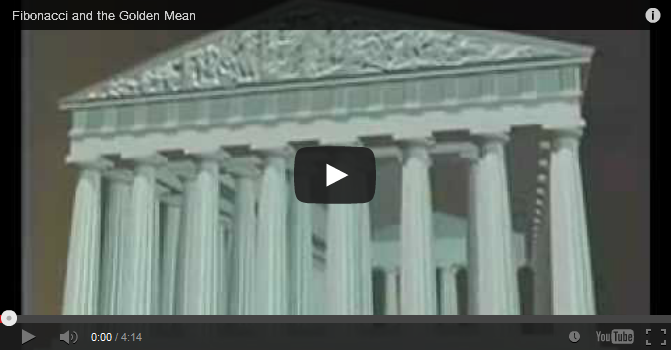 Fibonacci and the Golden Mean
0:00 / 4:14
YouTube